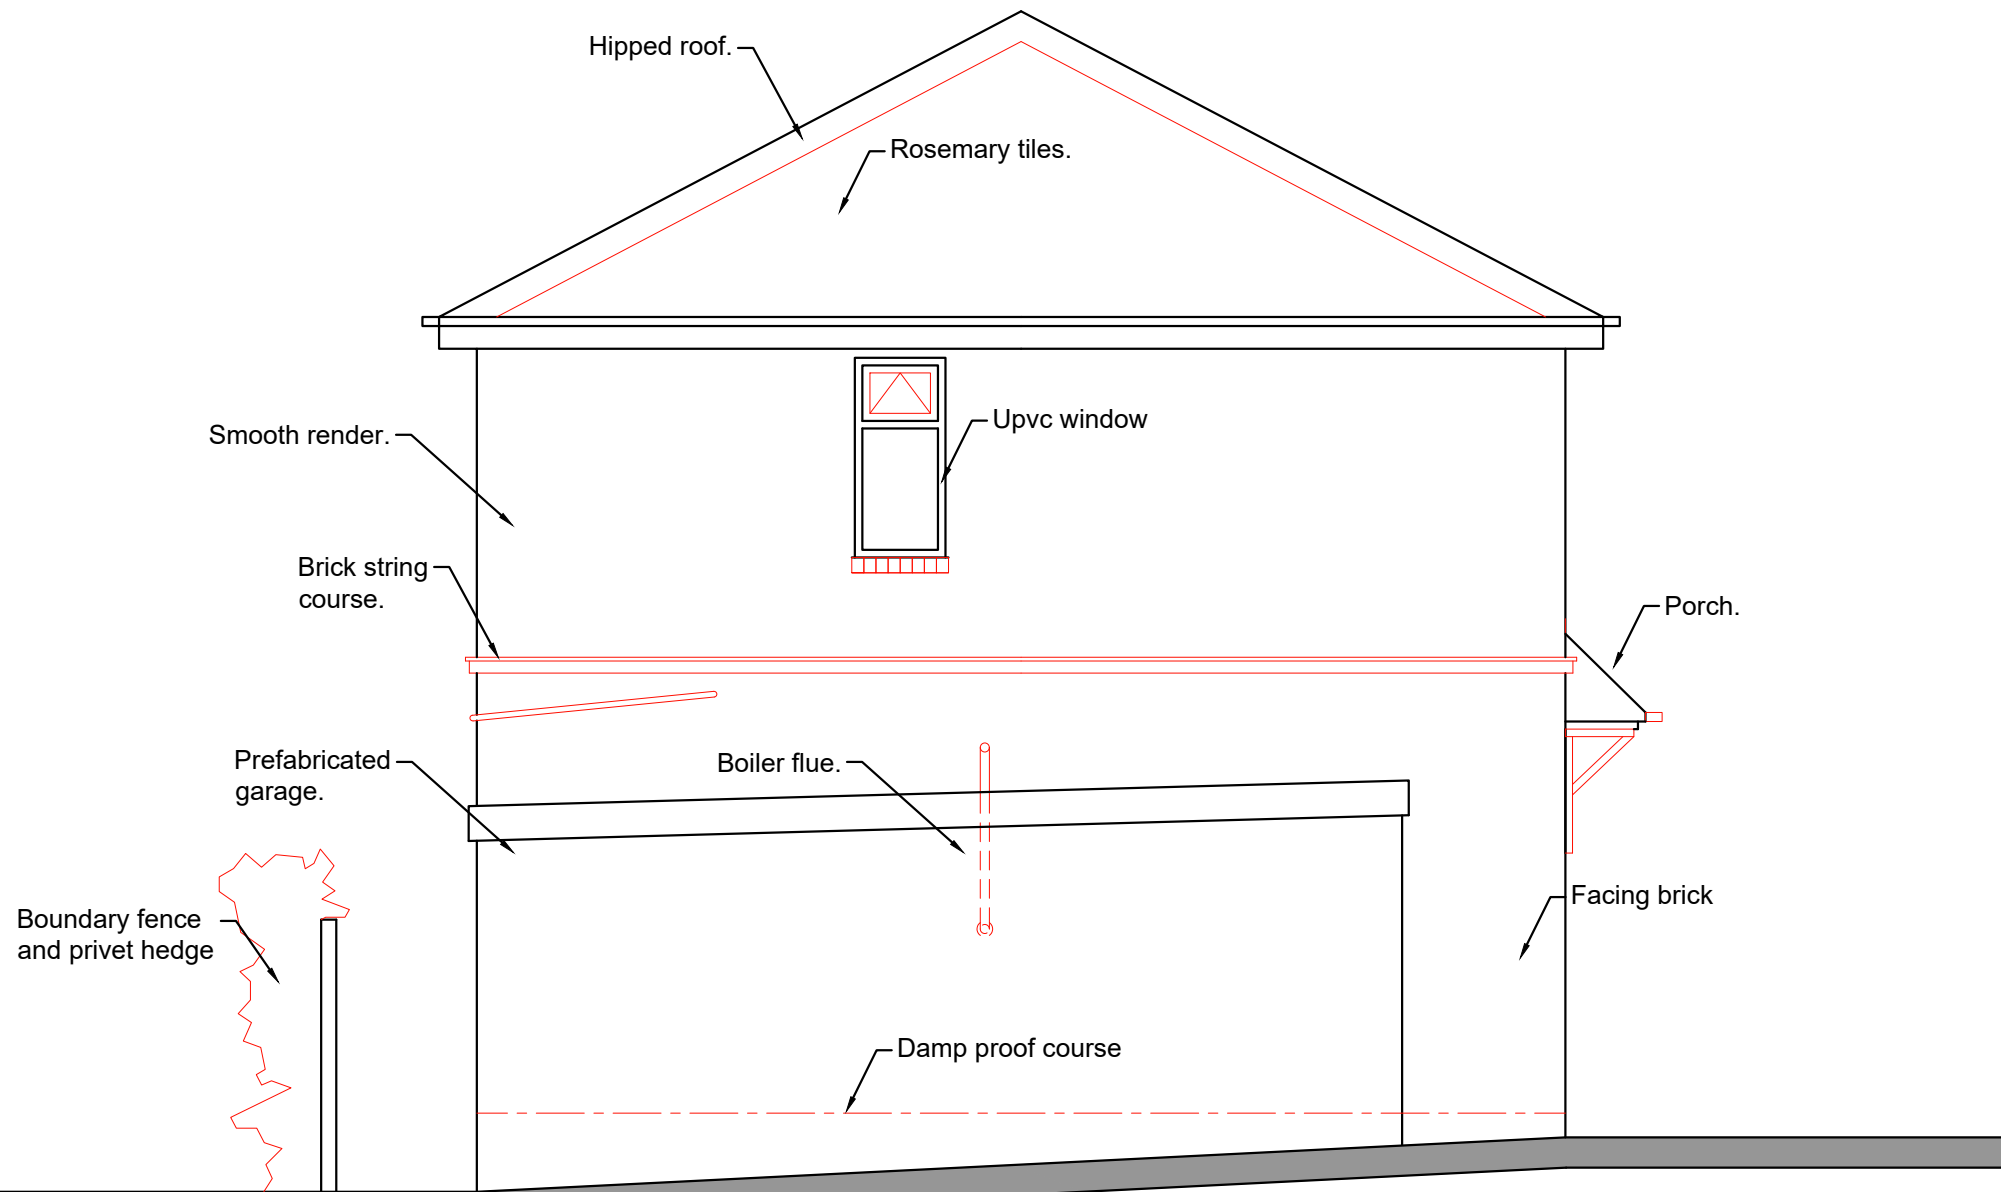 Hipped roof.
Rosemary tiles.
Upvc window
Smooth render.
Brick string
course.
Porch.
Prefabricated
garage.
Boiler flue.
Facing brick
Boundary fence
and privet hedge
Damp proof course